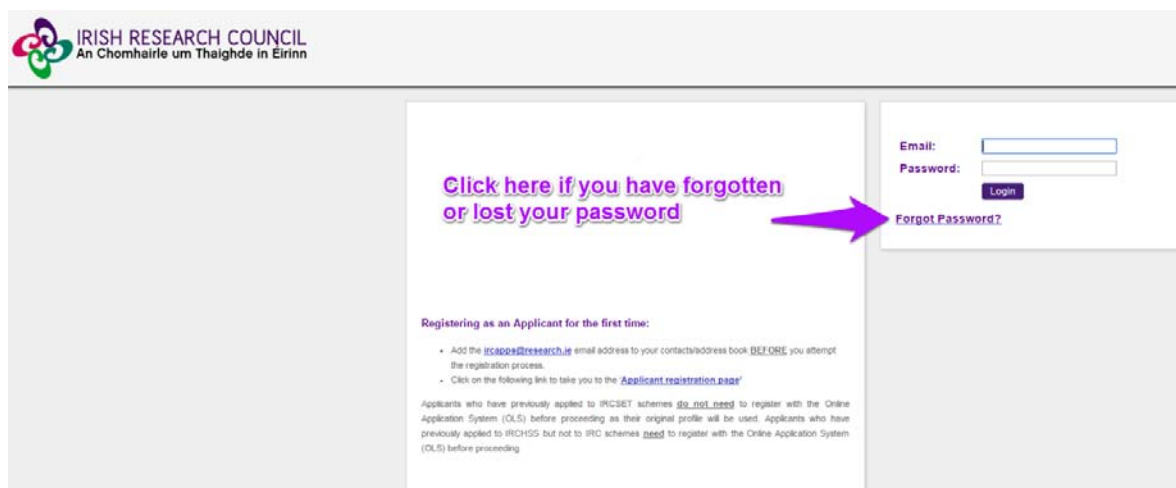 IRISH RESEARCH COUNCIL
An Chomhairle um Thaighde in Éirinn
Click here if you have forgotten
or lost your password
Email:
Password:
Login
Forgot Password?
Registering as an Applicant for the first time:
• Add the ircapps@research.ie email address to your contacts/address book BEFORE you attempt
the registration process.
• Click on the following link to take you to the 'Applicant registration page'
Applicants who have previously applied to IRCSET schemes do not need to register with the Online
Application System (OLS) before proceeding as their original profile will be used. Applicants who have
previously applied to IRCHSS but not to IRC schemes need to register with the Online Application System
(OLS) before proceeding.